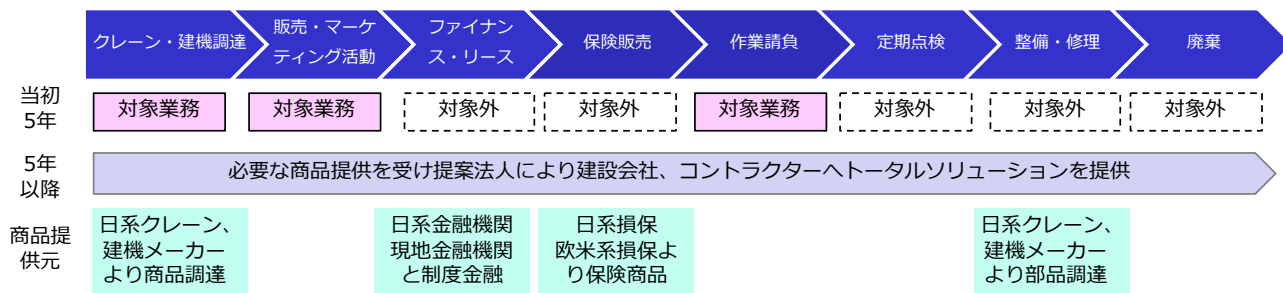 クレーン・建機調達
販売・マーケ
ティング活動
ファイナン
ス・リース
保険販売
作業請負
定期点検
整備・修理
廃棄
当初
5年
対象業務
対象業務
対象外
対象外
対象業務
対象外
対象外
対象外
5年
以降
必要な商品提供を受け提案法人により建設会社、コントラクターへトータルソリューションを提供
商品提
供元
日系クレーン、
建機メーカー
より商品調達
日系金融機関
現地金融機関
と制度金融
日系損保
欧米系損保よ
り保険商品
日系クレーン、
建機メーカー
より部品調達